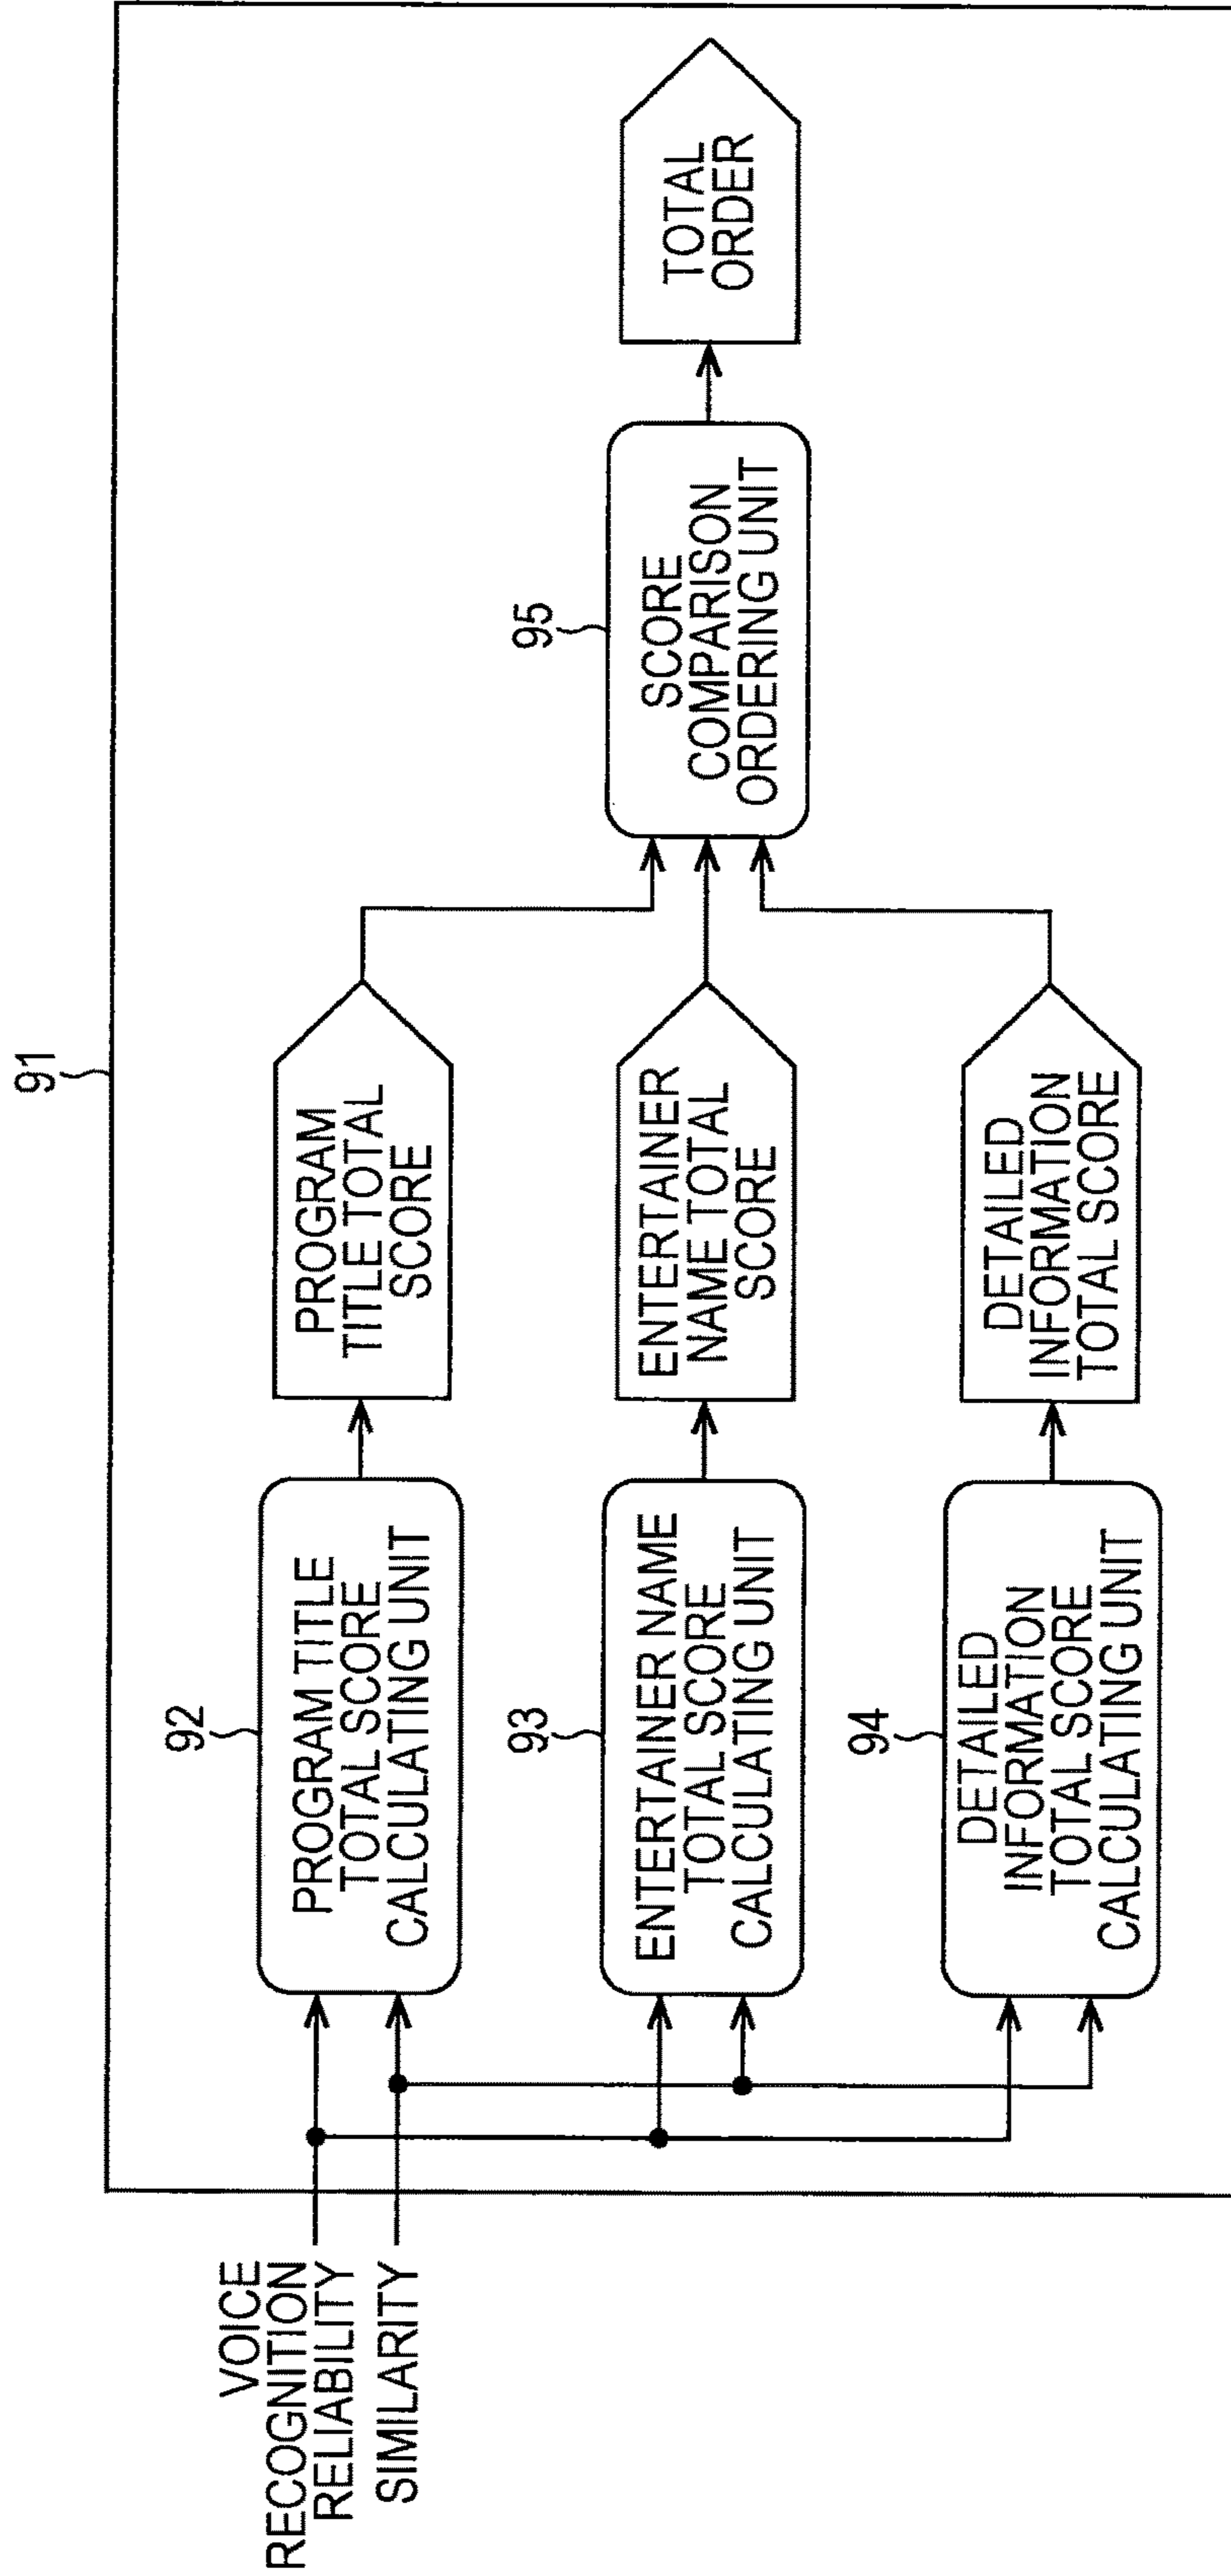 91
VOICE
RECOGNITION
RELIABILITY
SIMILARITY
92
PROGRAM TITLE
TOTAL SCORE
CALCULATING UNIT
PROGRAM
TITLE TOTAL
SCORE
93
ENTERTAINER NAME
TOTAL SCORE
CALCULATING UNIT
ENTERTAINER
NAME TOTAL
SCORE
94
DETAILED
INFORMATION
TOTAL SCORE
CALCULATING UNIT
DETAILED
INFORMATION
TOTAL SCORE
95
SCORE
COMPARISON
ORDERING UNIT
TOTAL
ORDER